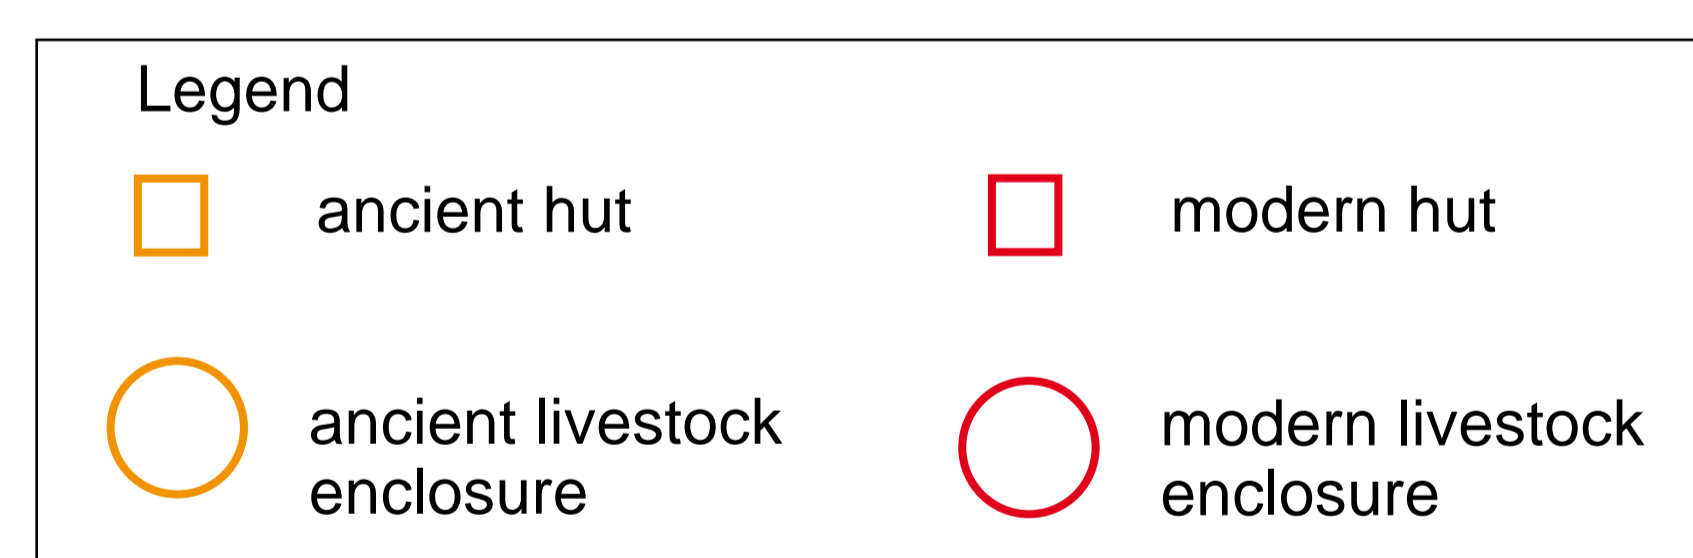 Legend
ancient hut
modern hut
ancient livestock
enclosure
modern livestock
enclosure